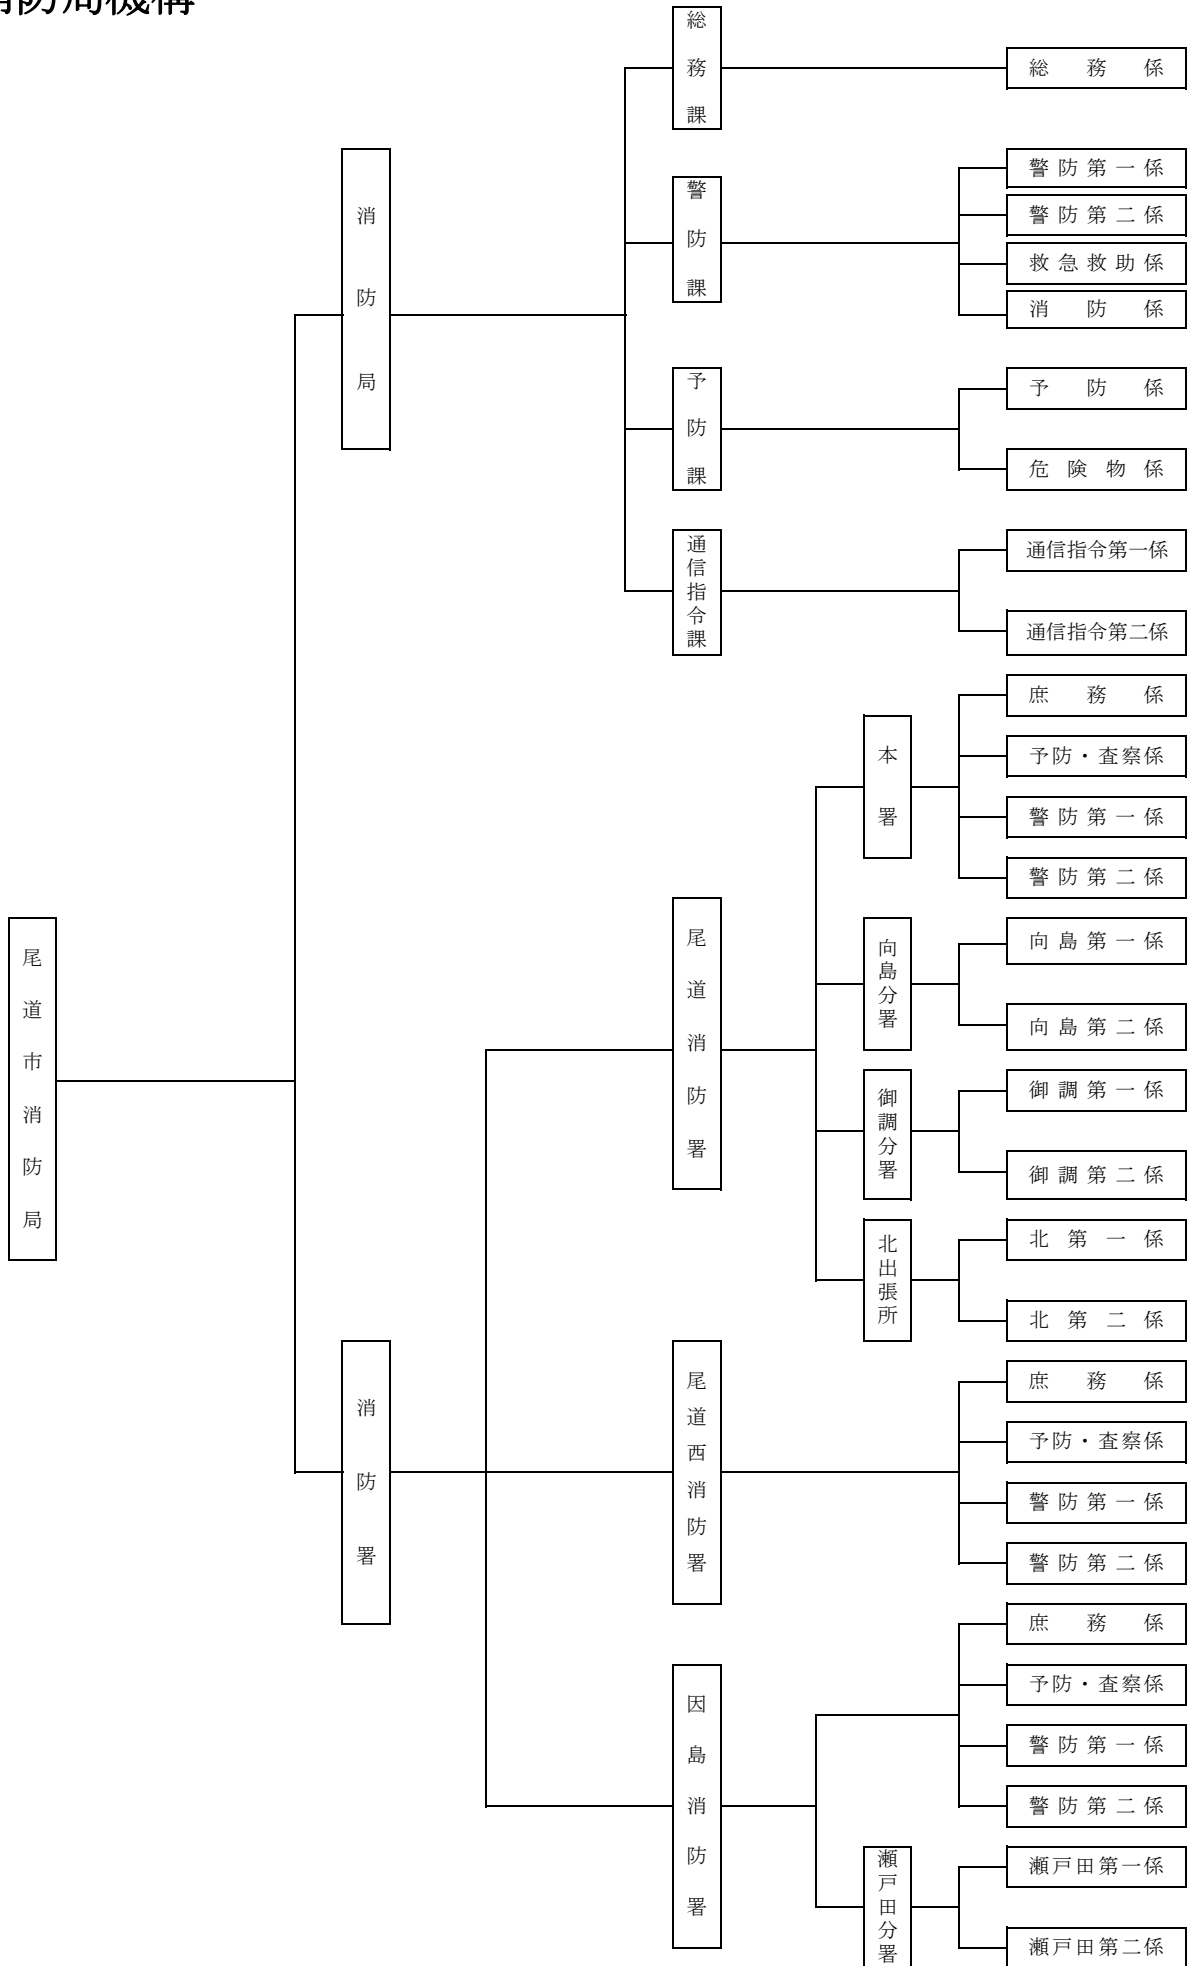 消防局機構
尾道市消防局
消防局
総務課
総務係
警防課
警防第一係
警防第二係
救急救助係
消防係
予防課
予防係
危険物係
通信指令課
通信指令第一係
通信指令第二係
消防署
尾道消防署
本署
庶務係
予防・査察係
警防第一係
警防第二係
向島分署
向島第一係
向島第二係
御調分署
御調第一係
御調第二係
北出張所
北第一係
北第二係
尾道西消防署
庶務係
予防・査察係
警防第一係
警防第二係
因島消防署
庶務係
予防・査察係
警防第一係
警防第二係
瀬戸田分署
瀬戸田第一係
瀬戸田第二係